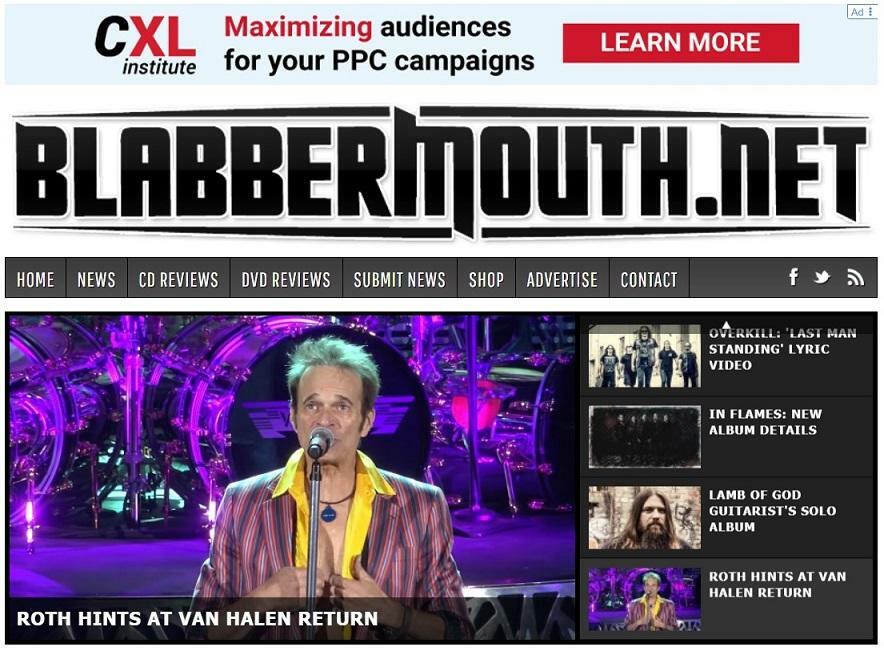 CXL
institute
Maximizing audiences
for your PPC campaigns
LEARN MORE
Ad
BLABBERMOUTH.NET
HOME NEWS CD REVIEWS DVD REVIEWS SUBMIT NEWS SHOP ADVERTISE CONTACT
ROTH HINTS AT VAN HALEN RETURN
OVERKILL: 'LAST MAN
STANDING' LYRIC
VIDEO
IN FLAMES: NEW
ALBUM DETAILS
LAMB OF GOD
GUITARIST'S SOLO
ALBUM
ROTH HINTS AT VAN
HALEN RETURN